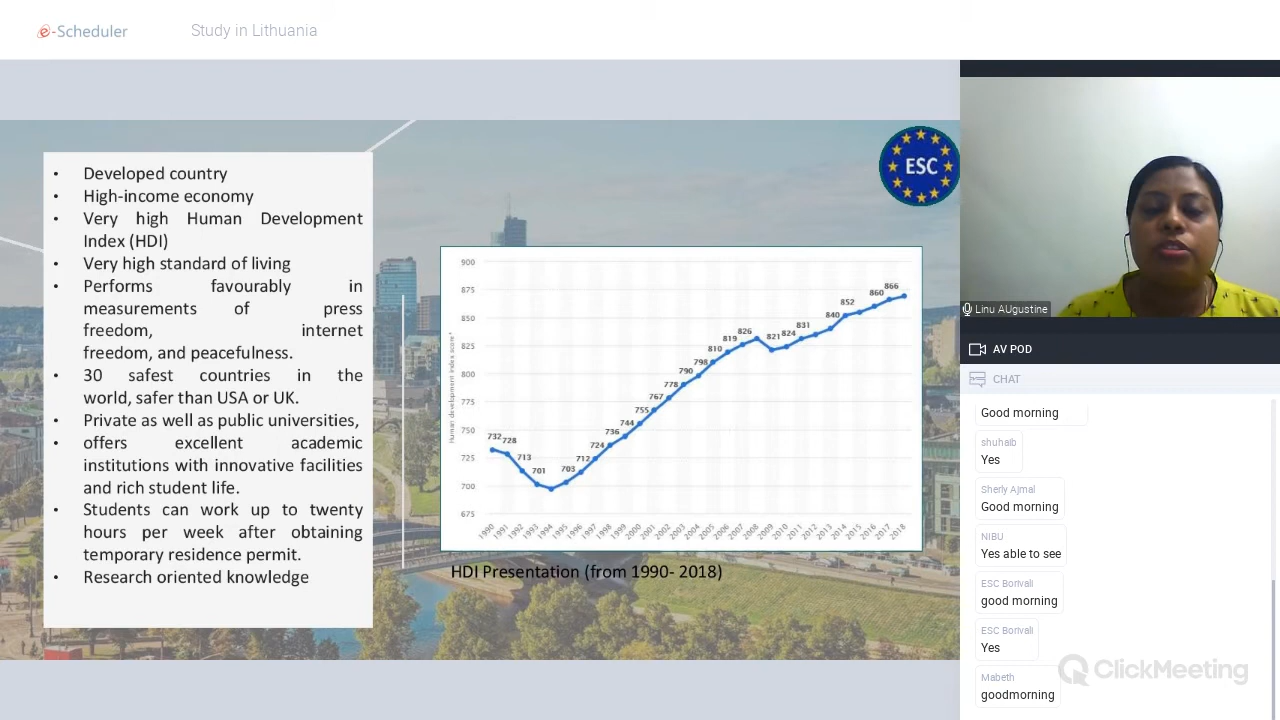 e-Scheduler
Study in Lithuania
• Developed country
• High-income economy
• Very high Human Development
Index (HDI)
• Very high standard of living
• Performs favourably in
measurements of press
freedom, internet
freedom, and peacefulness.
• 30 safest countries in the
world, safer than USA or UK.
• Private as well as public universities,
• offers excellent academic
institutions with innovative facilities
and rich student life.
• Students can work up to twenty
hours per week after obtaining
temporary residence permit.
• Research oriented knowledge
ESC
Human development index score
900
875
850
825
800
775
750
725
700
675
732 728 713 701 703 712 724 736 744 755 767 778 790 798 810 819 826 821 824 831 840 852 860 866
1990 1991 1992 1993 1994 1995 1996 1997 1998 1999 2000 2001 2002 2003 2004 2005 2006 2007 2008 2009 2010 2011 2012 2013 2014 2015 2016 2017 2018
HDI Presentation (from 1990- 2018)
Linu AUgustine
AV POD
CHAT
Good morning
shuhaib
Yes
Sherly Ajmal
Good morning
NIBU
Yes able to see
ESC Borivali
good morning
ESC Borivali
Yes
Mabeth
goodmorning
ClickMeeting